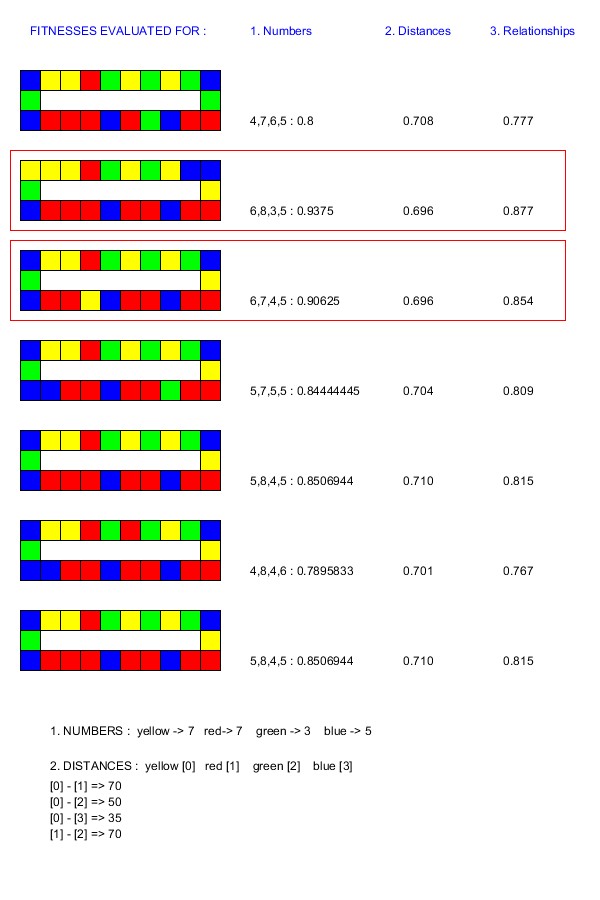 FITNESSES EVALUATED FOR : 1. Numbers 2. Distances 3. Relationships
4,7,6,5 : 0.8 0.708 0.777
6,8,3,5 : 0.9375 0.696 0.877
6,7,4,5 : 0.90625 0.696 0.854
5,7,5,5 : 0.84444445 0.704 0.809
5,8,4,5 : 0.8506944 0.710 0.815
4,8,4,6 : 0.7895833 0.701 0.767
5,8,4,5 : 0.8506944 0.710 0.815
1. NUMBERS : yellow -> 7 red-> 7 green -> 3 blue -> 5
2. DISTANCES : yellow [0] red [1] green [2] blue [3]
[0] - [1] => 70
[0] - [2] => 50
[0] - [3] => 35
[1] - [2] => 70